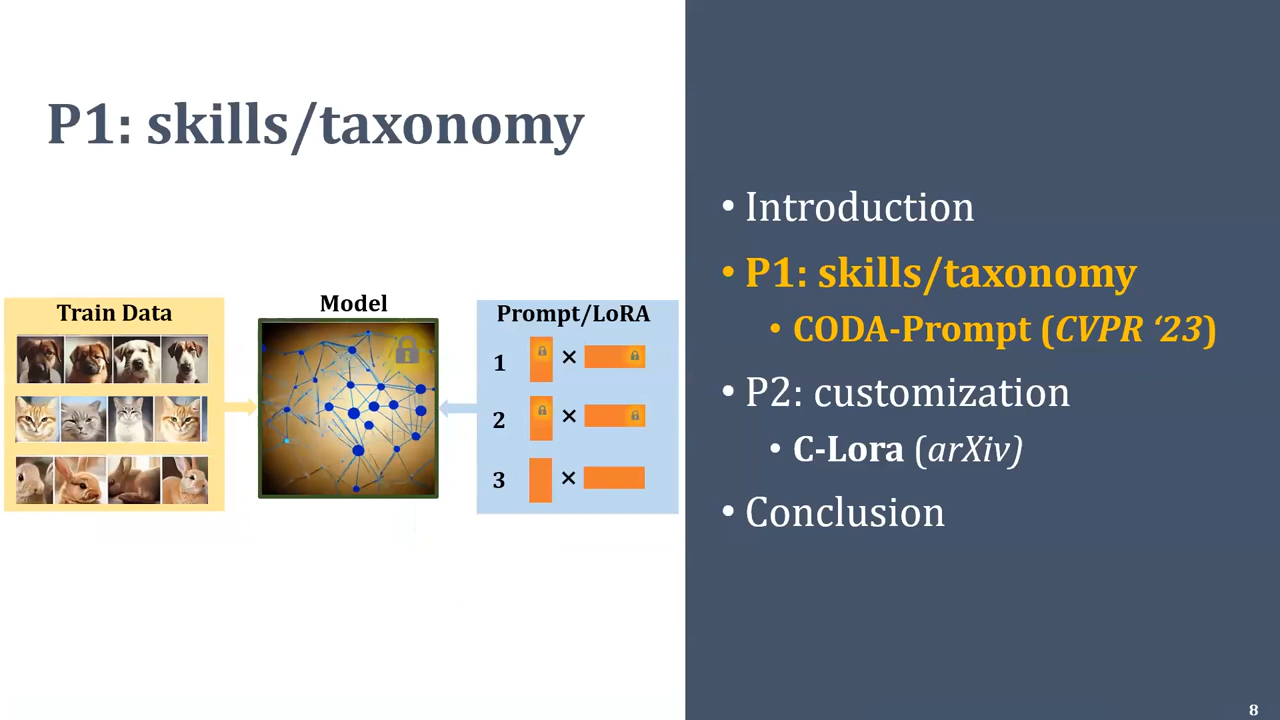 P1: skills/taxonomy
Train Data
Model
Prompt/LoRA
1 ×
2 ×
3 ×
• Introduction
• P1: skills/taxonomy
• CODA-Prompt (CVPR ‘23)
• P2: customization
• C-Lora (arXiv)
• Conclusion
8